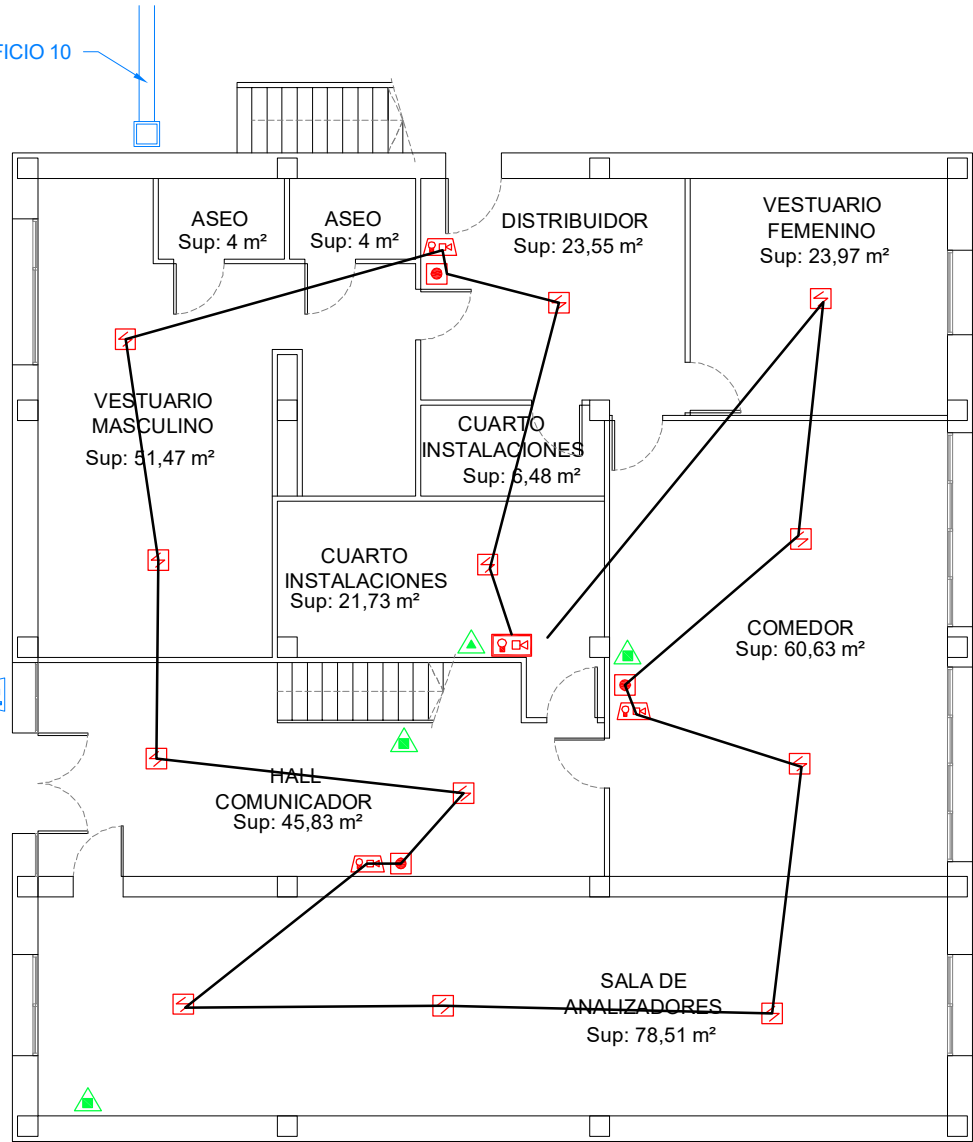 FICIO 10
ASEO
Sup: 4 m²
ASEO
Sup: 4 m²
DISTRIBUIDOR
Sup: 23,55 m²
VESTUARIO
FEMENINO
Sup: 23,97 m²
VESTUARIO
MASCULINO
Sup: 51,47 m²
CUARTO
INSTALACIONES
Sup: 6,48 m²
CUARTO
INSTALACIONES
Sup: 21,73 m²
COMEDOR
Sup: 60,63 m²
HALL
COMUNICADOR
Sup: 45,83 m²
SALA DE
ANALIZADORES
Sup: 78,51 m²